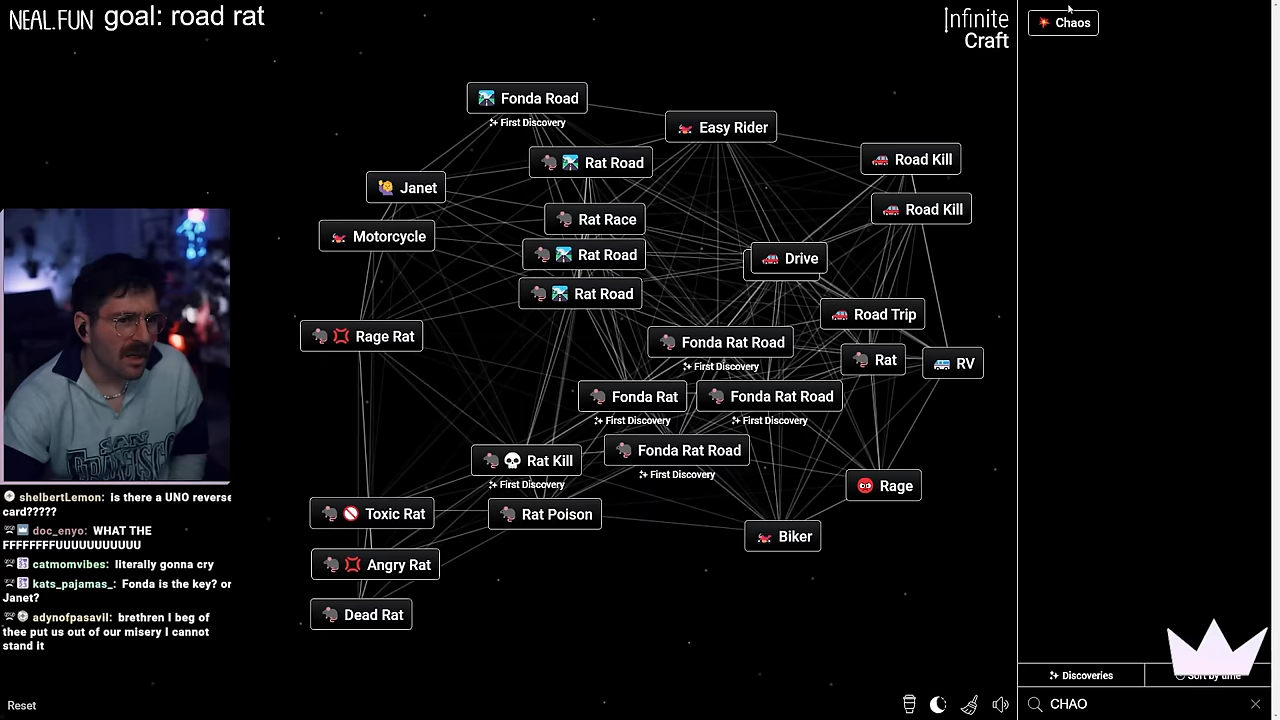 NEAL.FUN goal: road rat
Infinite
Craft
Chaos
Fonda Road
First Discovery
Easy Rider
Road Kill
Rat Road
Janet
Road Kill
Rat Race
Motorcycle
Rat Road
Drive
Rat Road
Road Trip
Rage Rat
Fonda Rat Road
First Discovery
Rat
RV
Fonda Rat
First Discovery
Fonda Rat Road
First Discovery
Rat Kill
First Discovery
Fonda Rat Road
First Discovery
Rage
Toxic Rat
Rat Poison
Biker
Angry Rat
Dead Rat
shelbertLemon: Is there a UNO reverse
card?????
doc_enyo: WHAT THE
FFFFFFFFUUUUUUUUUUU
catmomvibes: literally gonna cry
kats_pajamas_: Fonda is the key? or
Janet?
adynofpasavil: brethren I beg of
thee put us out of our misery I cannot
stand it
Discoveries
Sort by time
CHAO
Reset